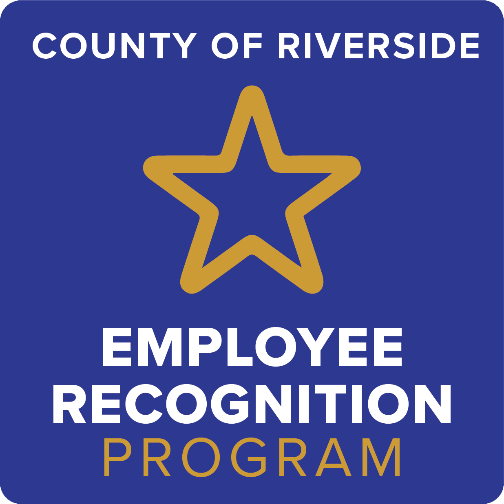 COUNTY OF RIVERSIDE
EMPLOYEE
RECOGNITION
PROGRAM